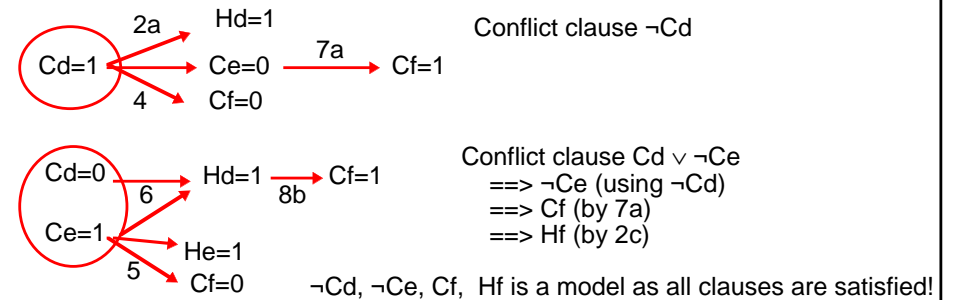 2a Hd=1 Conflict clause ¬Cd
Cd=1 Ce=0 7a Cf=1
4 Cf=0
Cd=0 6 Hd=1 8b Cf=1 Conflict clause Cd ∨ ¬Ce
==> ¬Ce (using ¬Cd)
==> Cf (by 7a)
Ce=1 ==> Hf (by 2c)
He=1
5 Cf=0 ¬Cd, ¬Ce, Cf, Hf is a model as all clauses are satisfied!